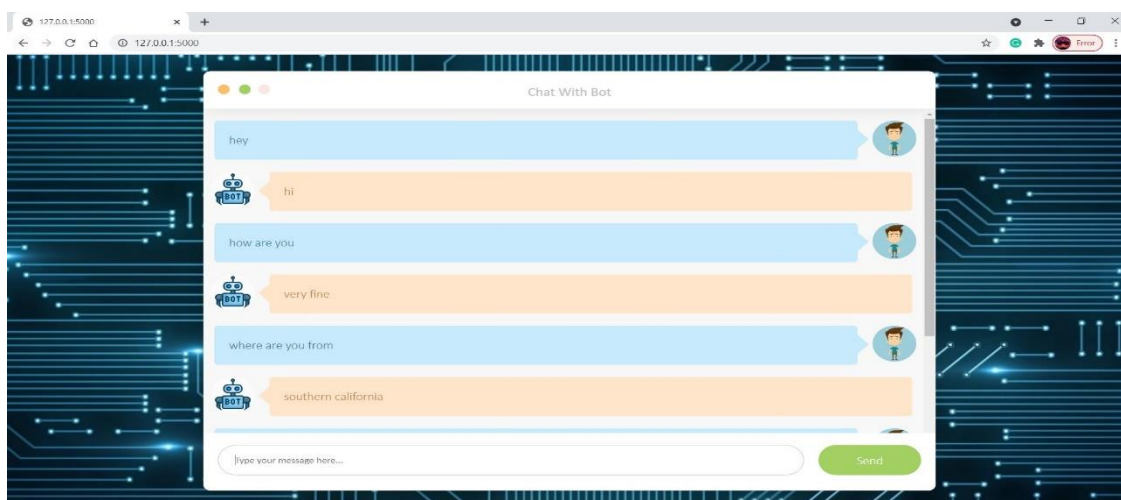 127.0.0.1:5000
127.0.0.1:5000
Error
Chat With Bot
hey
BOT
hi
how are you
BOT
very fine
where are you from
BOT
southern california
Type your message here...
Send